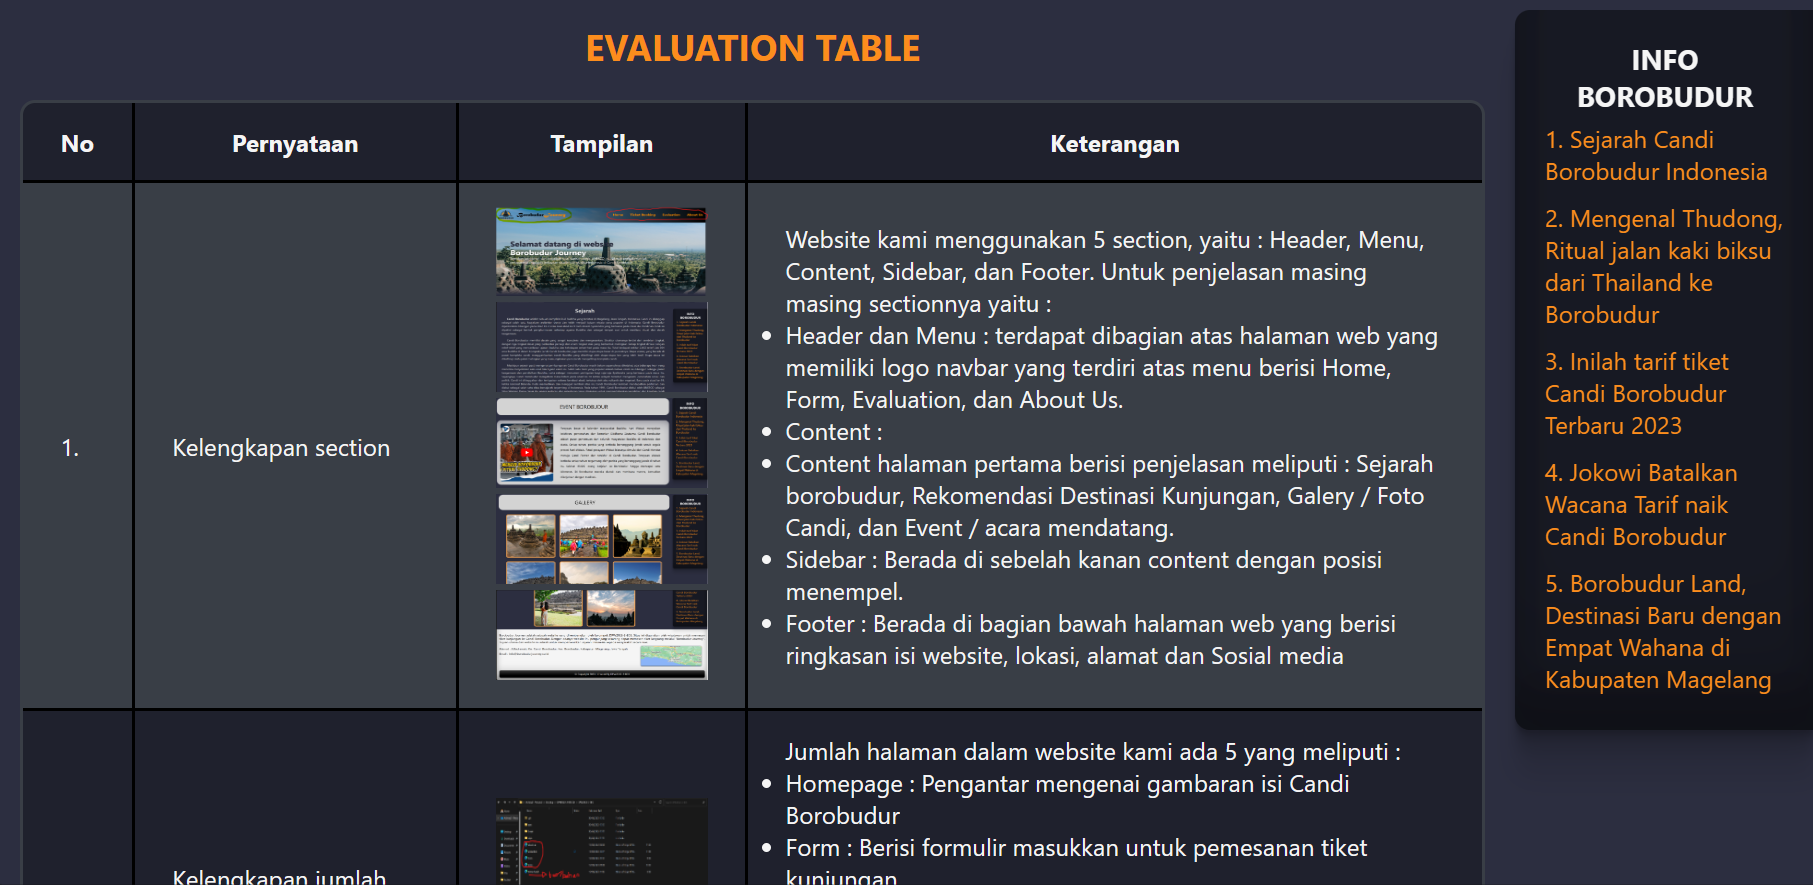 EVALUATION TABLE
No
Pernyataan
Tampilan
Keterangan
1.
Kelengkapan section
Selamat datang di website
Borobudur Journey
Sejarah
EVENT BOROBUDUR
GALLERY
Website kami menggunakan 5 section, yaitu : Header, Menu,
Content, Sidebar, dan Footer. Untuk penjelasan masing
masing sectionnya yaitu :
Header dan Menu : terdapat dibagian atas halaman web yang
memiliki logo navbar yang terdiri atas menu berisi Home,
Form, Evaluation, dan About Us.
Content :
Content halaman pertama berisi penjelasan meliputi : Sejarah
borobudur, Rekomendasi Destinasi Kunjungan, Galery / Foto
Candi, dan Event / acara mendatang.
Sidebar : Berada di sebelah kanan content dengan posisi
menempel.
Footer : Berada di bagian bawah halaman web yang berisi
ringkasan isi website, lokasi, alamat dan Sosial media
Kelengkapan jumlah
Jumlah halaman dalam website kami ada 5 yang meliputi :
Homepage : Pengantar mengenai gambaran isi Candi
Borobudur
Form : Berisi formulir masukkan untuk pemesanan tiket
kunjungan
INFO
BOROBUDUR
1. Sejarah Candi
Borobudur Indonesia
2. Mengenal Thudong,
Ritual jalan kaki biksu
dari Thailand ke
Borobudur
3. Inilah tarif tiket
Candi Borobudur
Terbaru 2023
4. Jokowi Batalkan
Wacana Tarif naik
Candi Borobudur
5. Borobudur Land,
Destinasi Baru dengan
Empat Wahana di
Kabupaten Magelang